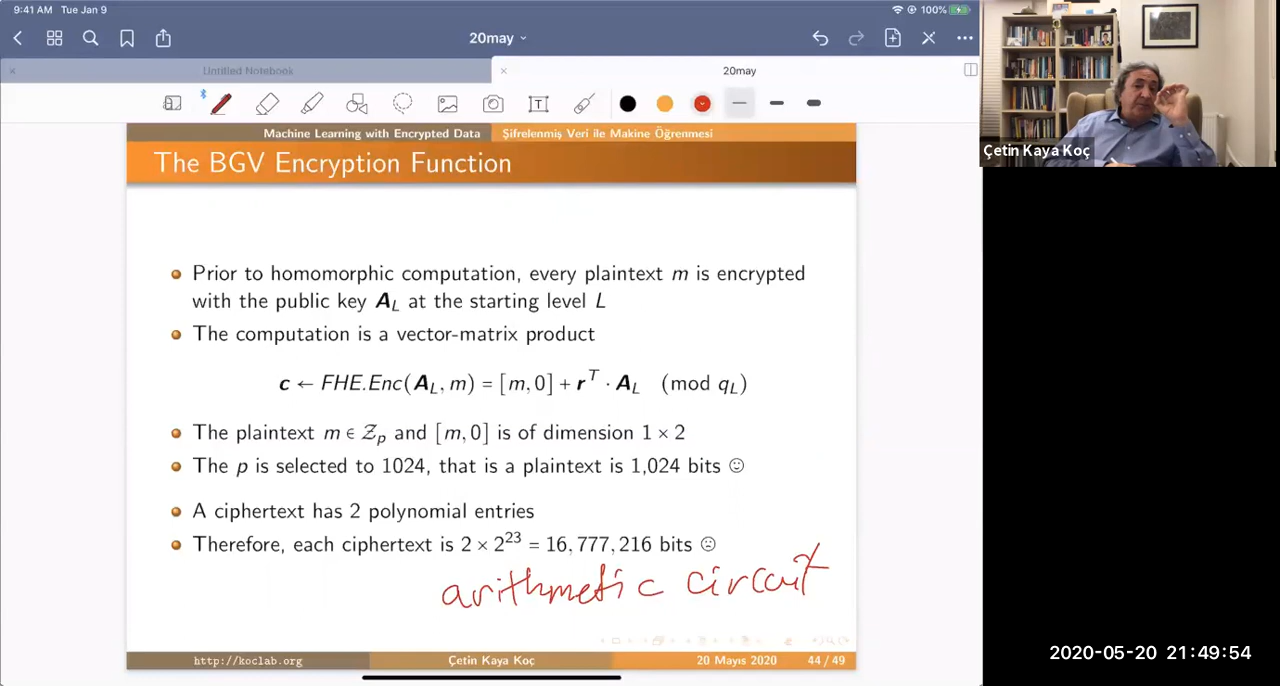 9:41 AM Tue Jan 9
100%
20may
Untitled Notebook
20may
Machine Learning with Encrypted Data Şifrelenmiş Veri ile Makine Öğrenmesi
The BGV Encryption Function
Çetin Kaya Koç
Prior to homomorphic computation, every plaintext m is encrypted
with the public key A_L at the starting level L
The computation is a vector-matrix product
c ← FHE.Enc(A_L, m) = [m, 0] + r^T · A_L (mod q_L)
The plaintext m ∈ Z_p and [m, 0] is of dimension 1 × 2
The p is selected to 1024, that is a plaintext is 1,024 bits ☺
A ciphertext has 2 polynomial entries
Therefore, each ciphertext is 2 × 2^23 = 16,777,216 bits ☹
arithmetic circuit
http://koclab.org Çetin Kaya Koç 20 Mayıs 2020 44 / 49
2020-05-20 21:49:54